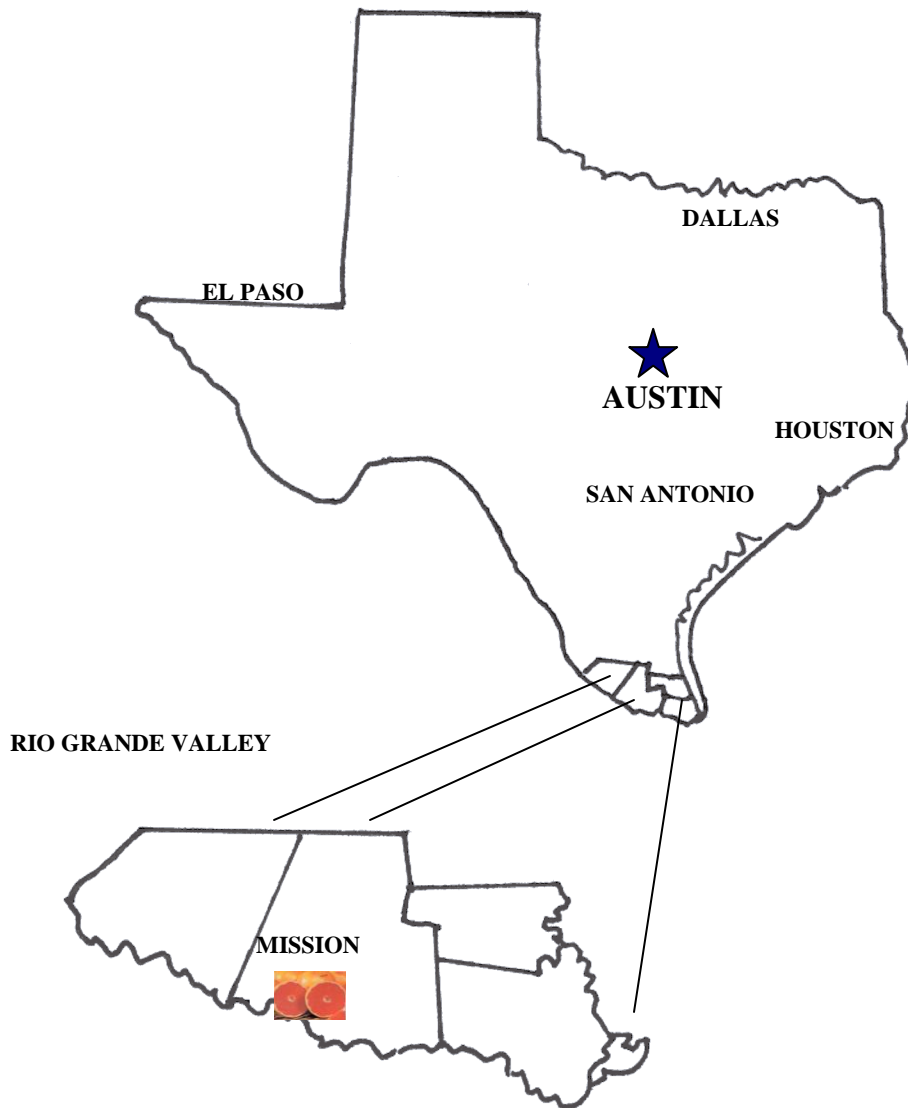 DALLAS
EL PASO
AUSTIN
HOUSTON
SAN ANTONIO
RIO GRANDE VALLEY
MISSION